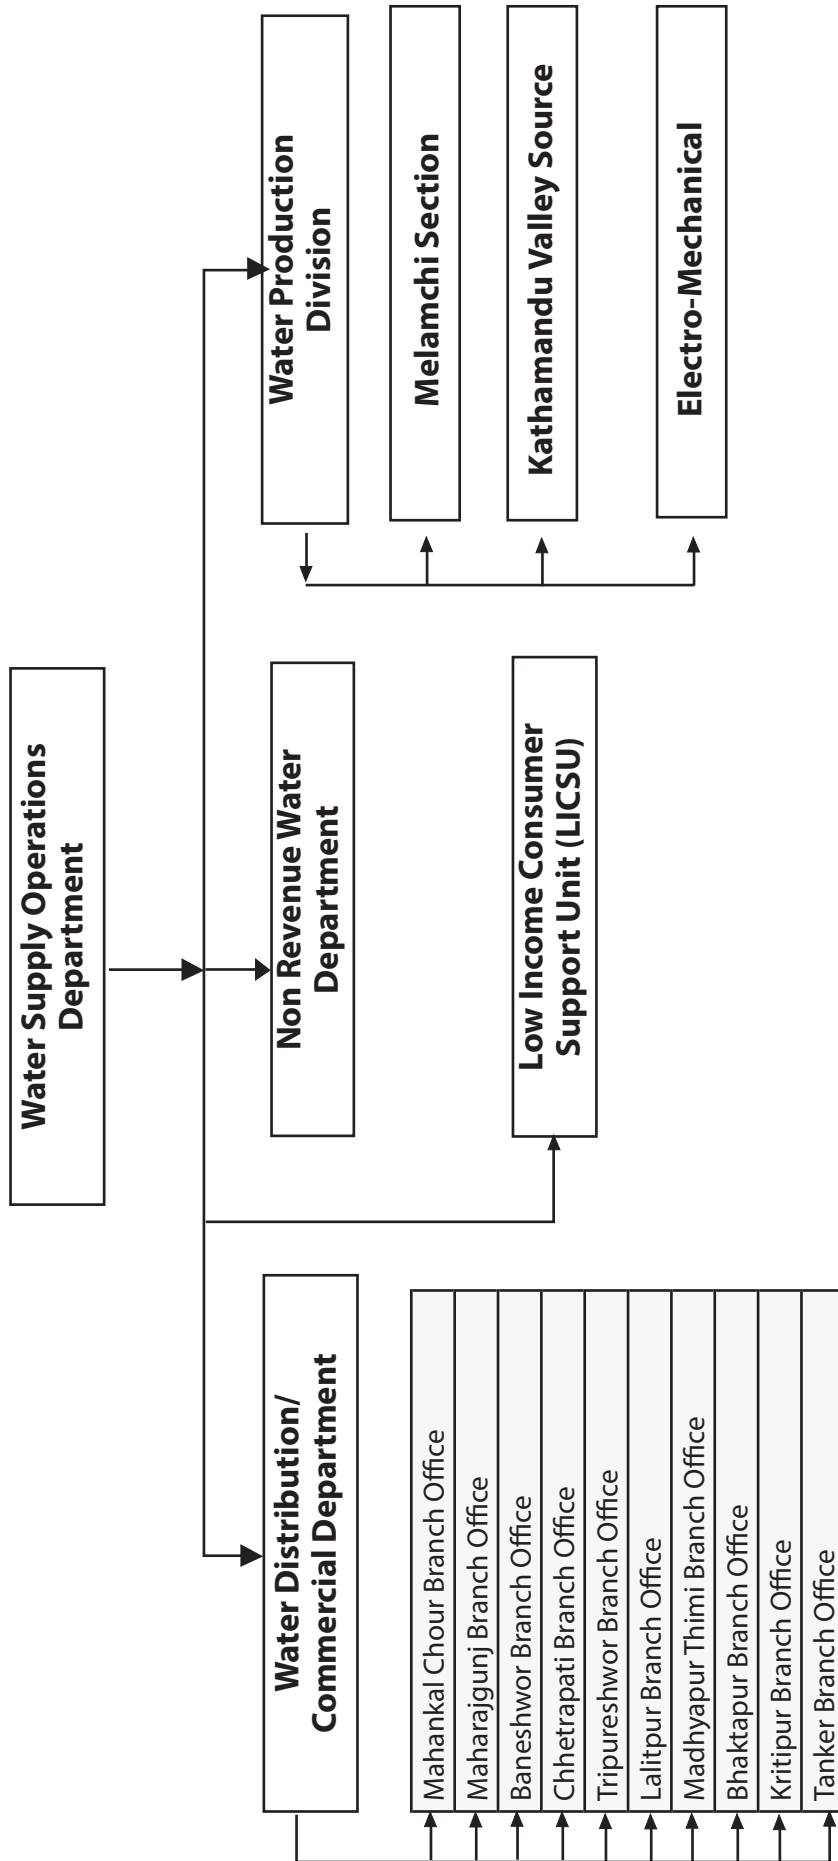 Water Supply Operations
Department
Water Distribution/
Commercial Department
Non Revenue Water
Department
Water Production
Division
Mahankal Chour Branch Office
Maharajgunj Branch Office
Baneshwor Branch Office
Chhetrapati Branch Office
Tripureshwor Branch Office
Lalitpur Branch Office
Madhyapur Thimi Branch Office
Bhaktapur Branch Office
Kritipur Branch Office
Tanker Branch Office
Low Income Consumer
Support Unit (LICSU)
Melamchi Section
Kathamandu Valley Source
Electro-Mechanical